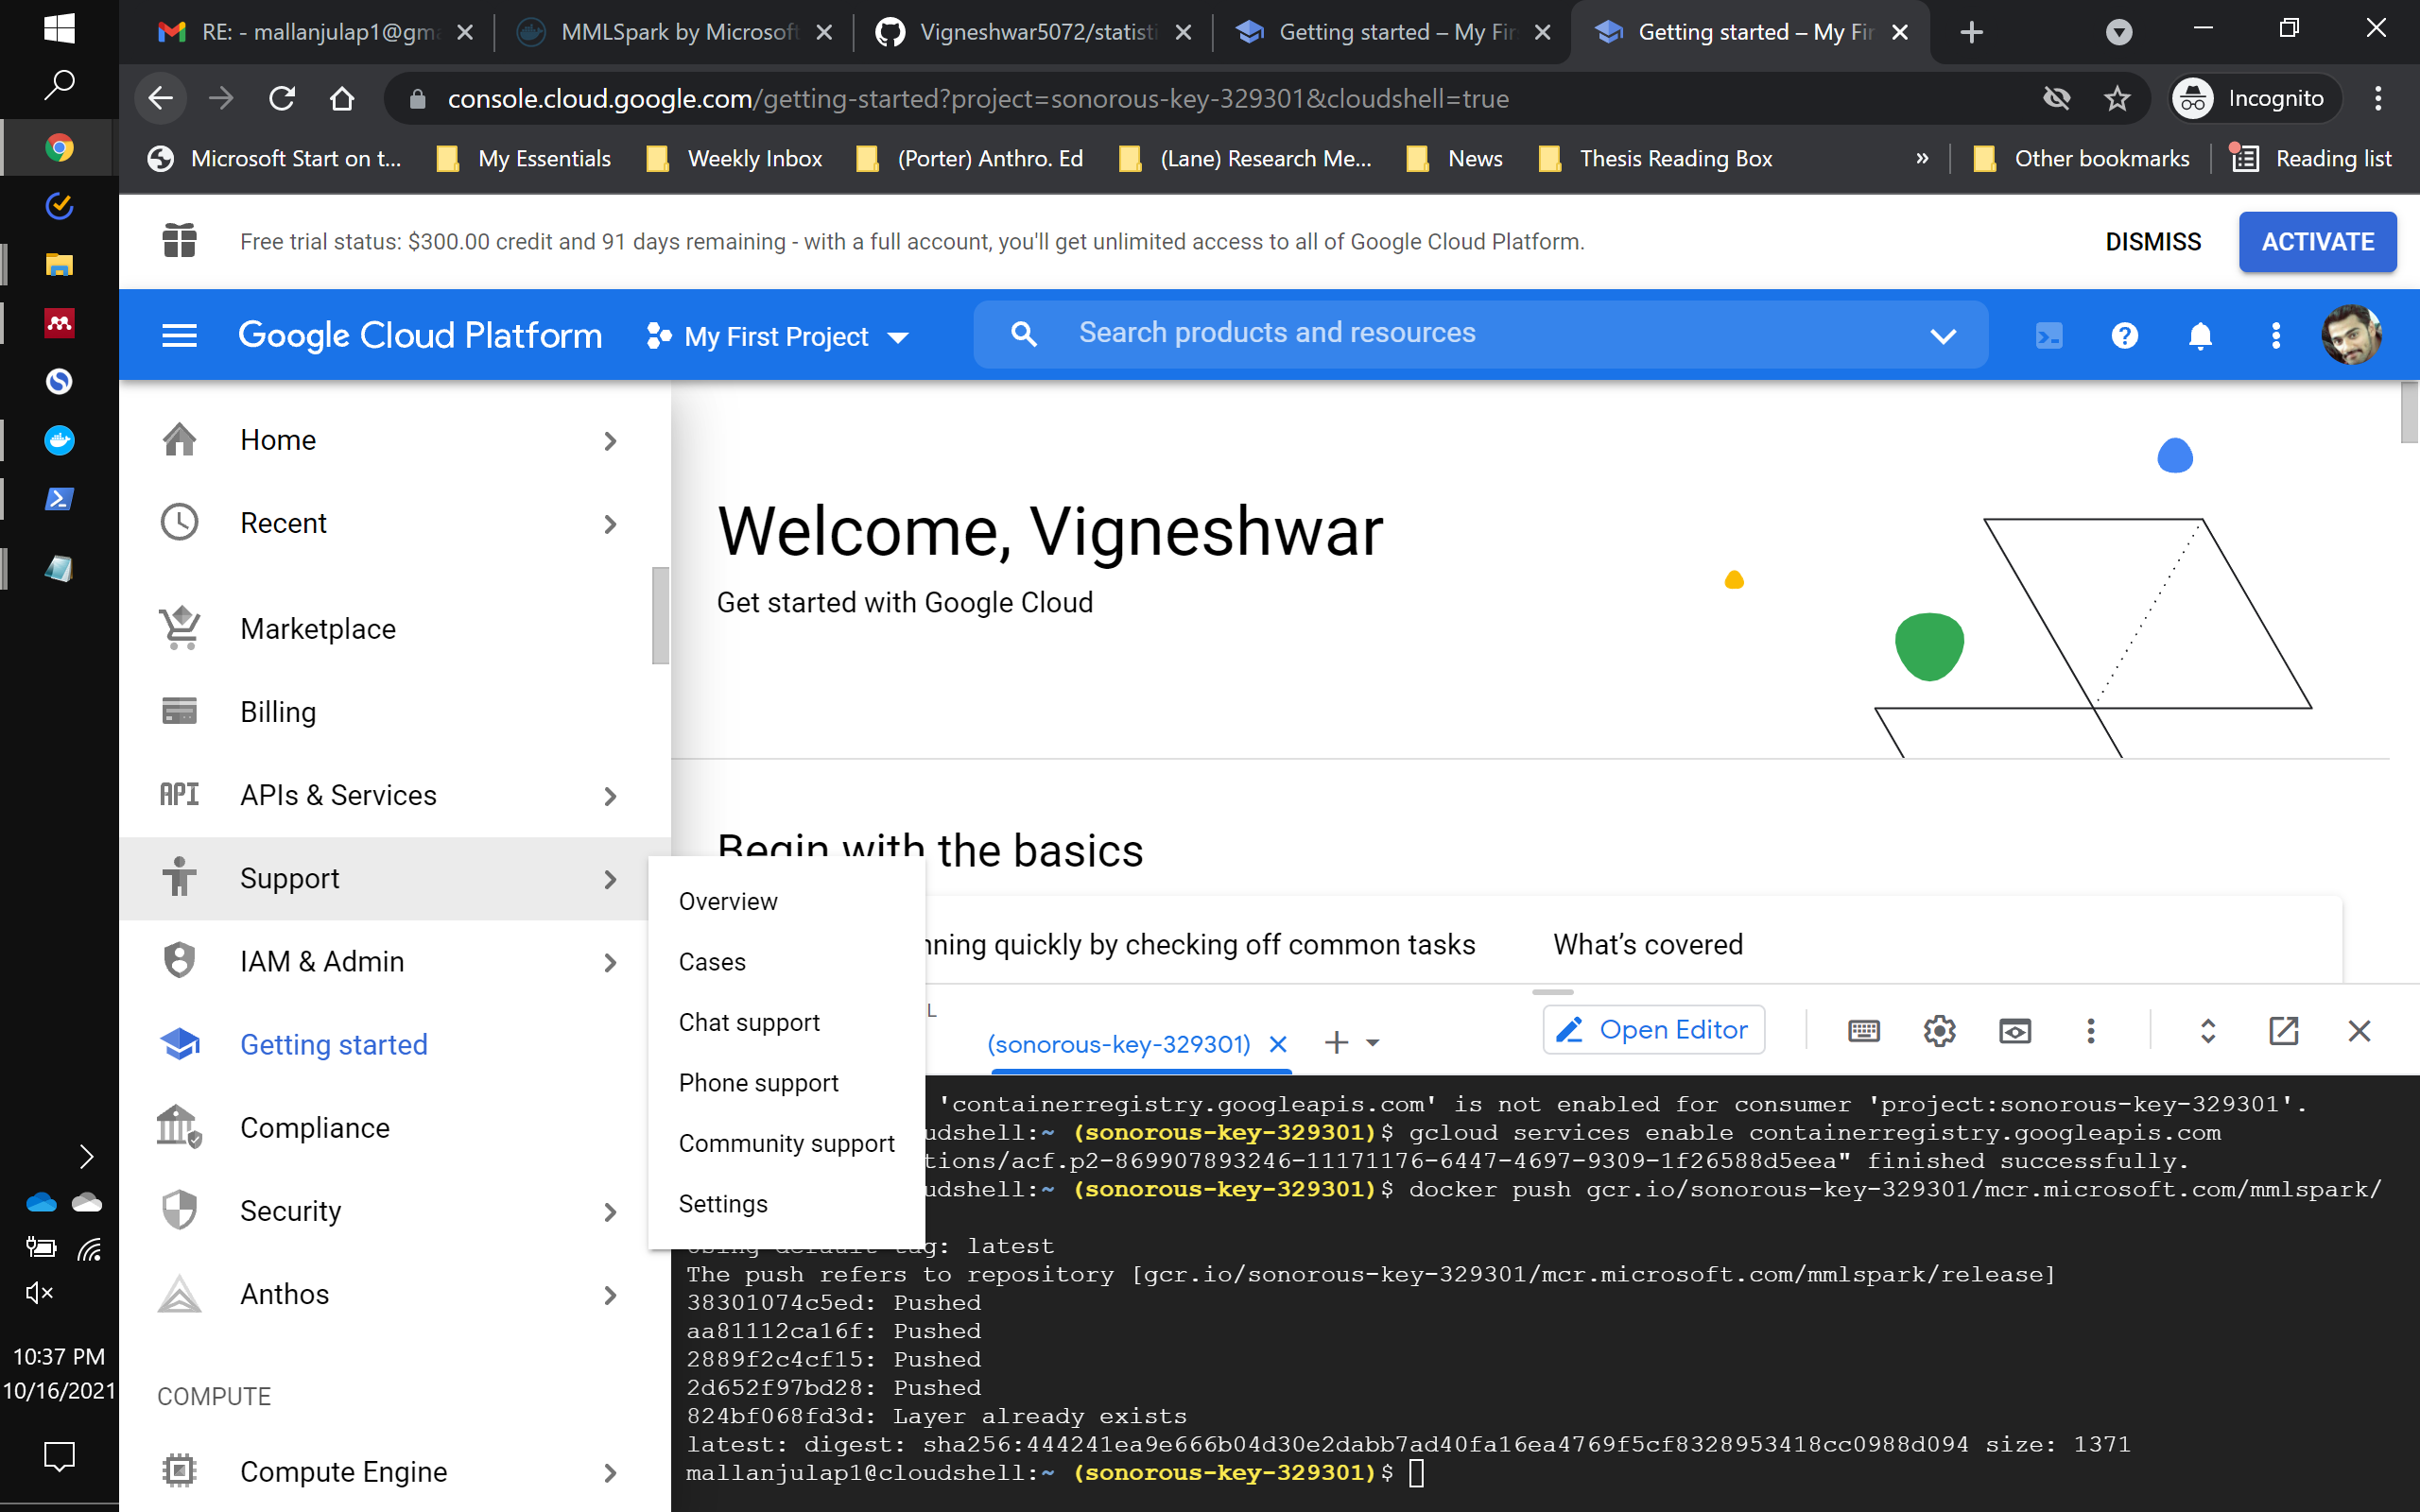 RE: - mallanjulap1@gm
MMLSpark by Microsoft
Vigneshwar5072/statisti
Getting started – My Fir
Getting started – My Fir
console.cloud.google.com/getting-started?project=sonorous-key-329301&cloudshell=true
Incognito
Microsoft Start on t...
My Essentials
Weekly Inbox
(Porter) Anthro. Ed
(Lane) Research Me...
News
Thesis Reading Box
»
Other bookmarks
Reading list
Free trial status: $300.00 credit and 91 days remaining - with a full account, you'll get unlimited access to all of Google Cloud Platform.
DISMISS
ACTIVATE
Google Cloud Platform
My First Project
Search products and resources
Home
Recent
Marketplace
Billing
API
APIs & Services
Support
IAM & Admin
Getting started
Compliance
Security
Anthos
COMPUTE
Compute Engine
Overview
Cases
Chat support
Phone support
Community support
Settings
Welcome, Vigneshwar
Get started with Google Cloud
Begin with the basics
nning quickly by checking off common tasks
What's covered
L
(sonorous-key-329301)
Open Editor
'containerregistry.googleapis.com' is not enabled for consumer 'project:sonorous-key-329301'.
udshell:~ (sonorous-key-329301)$ gcloud services enable containerregistry.googleapis.com
tions/acf.p2-869907893246-11171176-6447-4697-9309-1f26588d5eea" finished successfully.
udshell:~ (sonorous-key-329301)$ docker push gcr.io/sonorous-key-329301/mcr.microsoft.com/mmlspark/
Using default tag: latest
The push refers to repository [gcr.io/sonorous-key-329301/mcr.microsoft.com/mmlspark/release]
38301074c5ed: Pushed
aa81112ca16f: Pushed
2889f2c4cf15: Pushed
2d652f97bd28: Pushed
824bf068fd3d: Layer already exists
latest: digest: sha256:444241ea9e666b04d30e2dabb7ad40fa16ea4769f5cf8328953418cc0988d094 size: 1371
mallanjulap1@cloudshell:~ (sonorous-key-329301)$
10:37 PM
10/16/2021